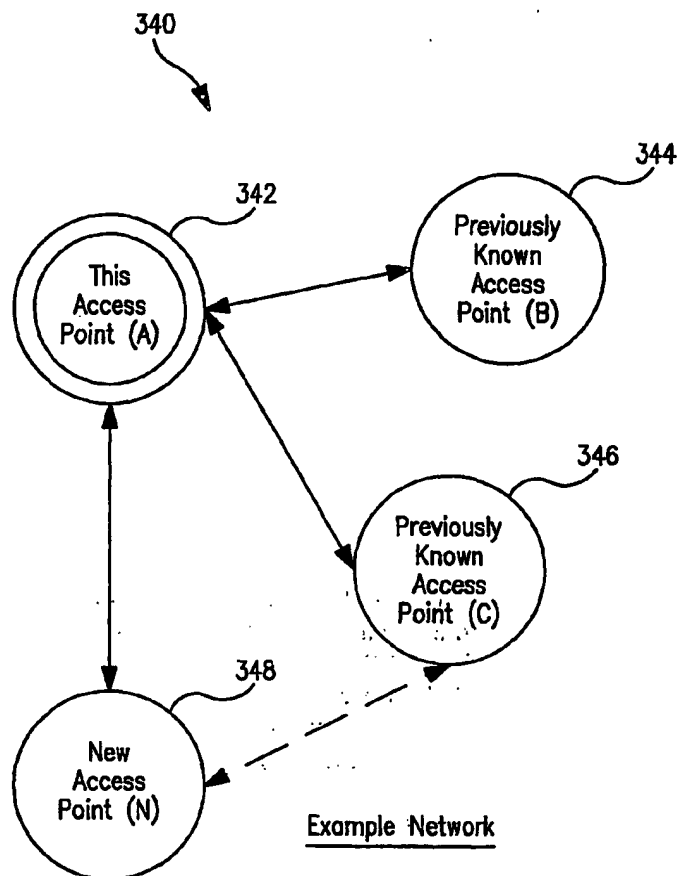 340
342
This
Access
Point (A)
344
Previously
Known
Access
Point (B)
346
Previously
Known
Access
Point (C)
348
New
Access
Point (N)
Example Network